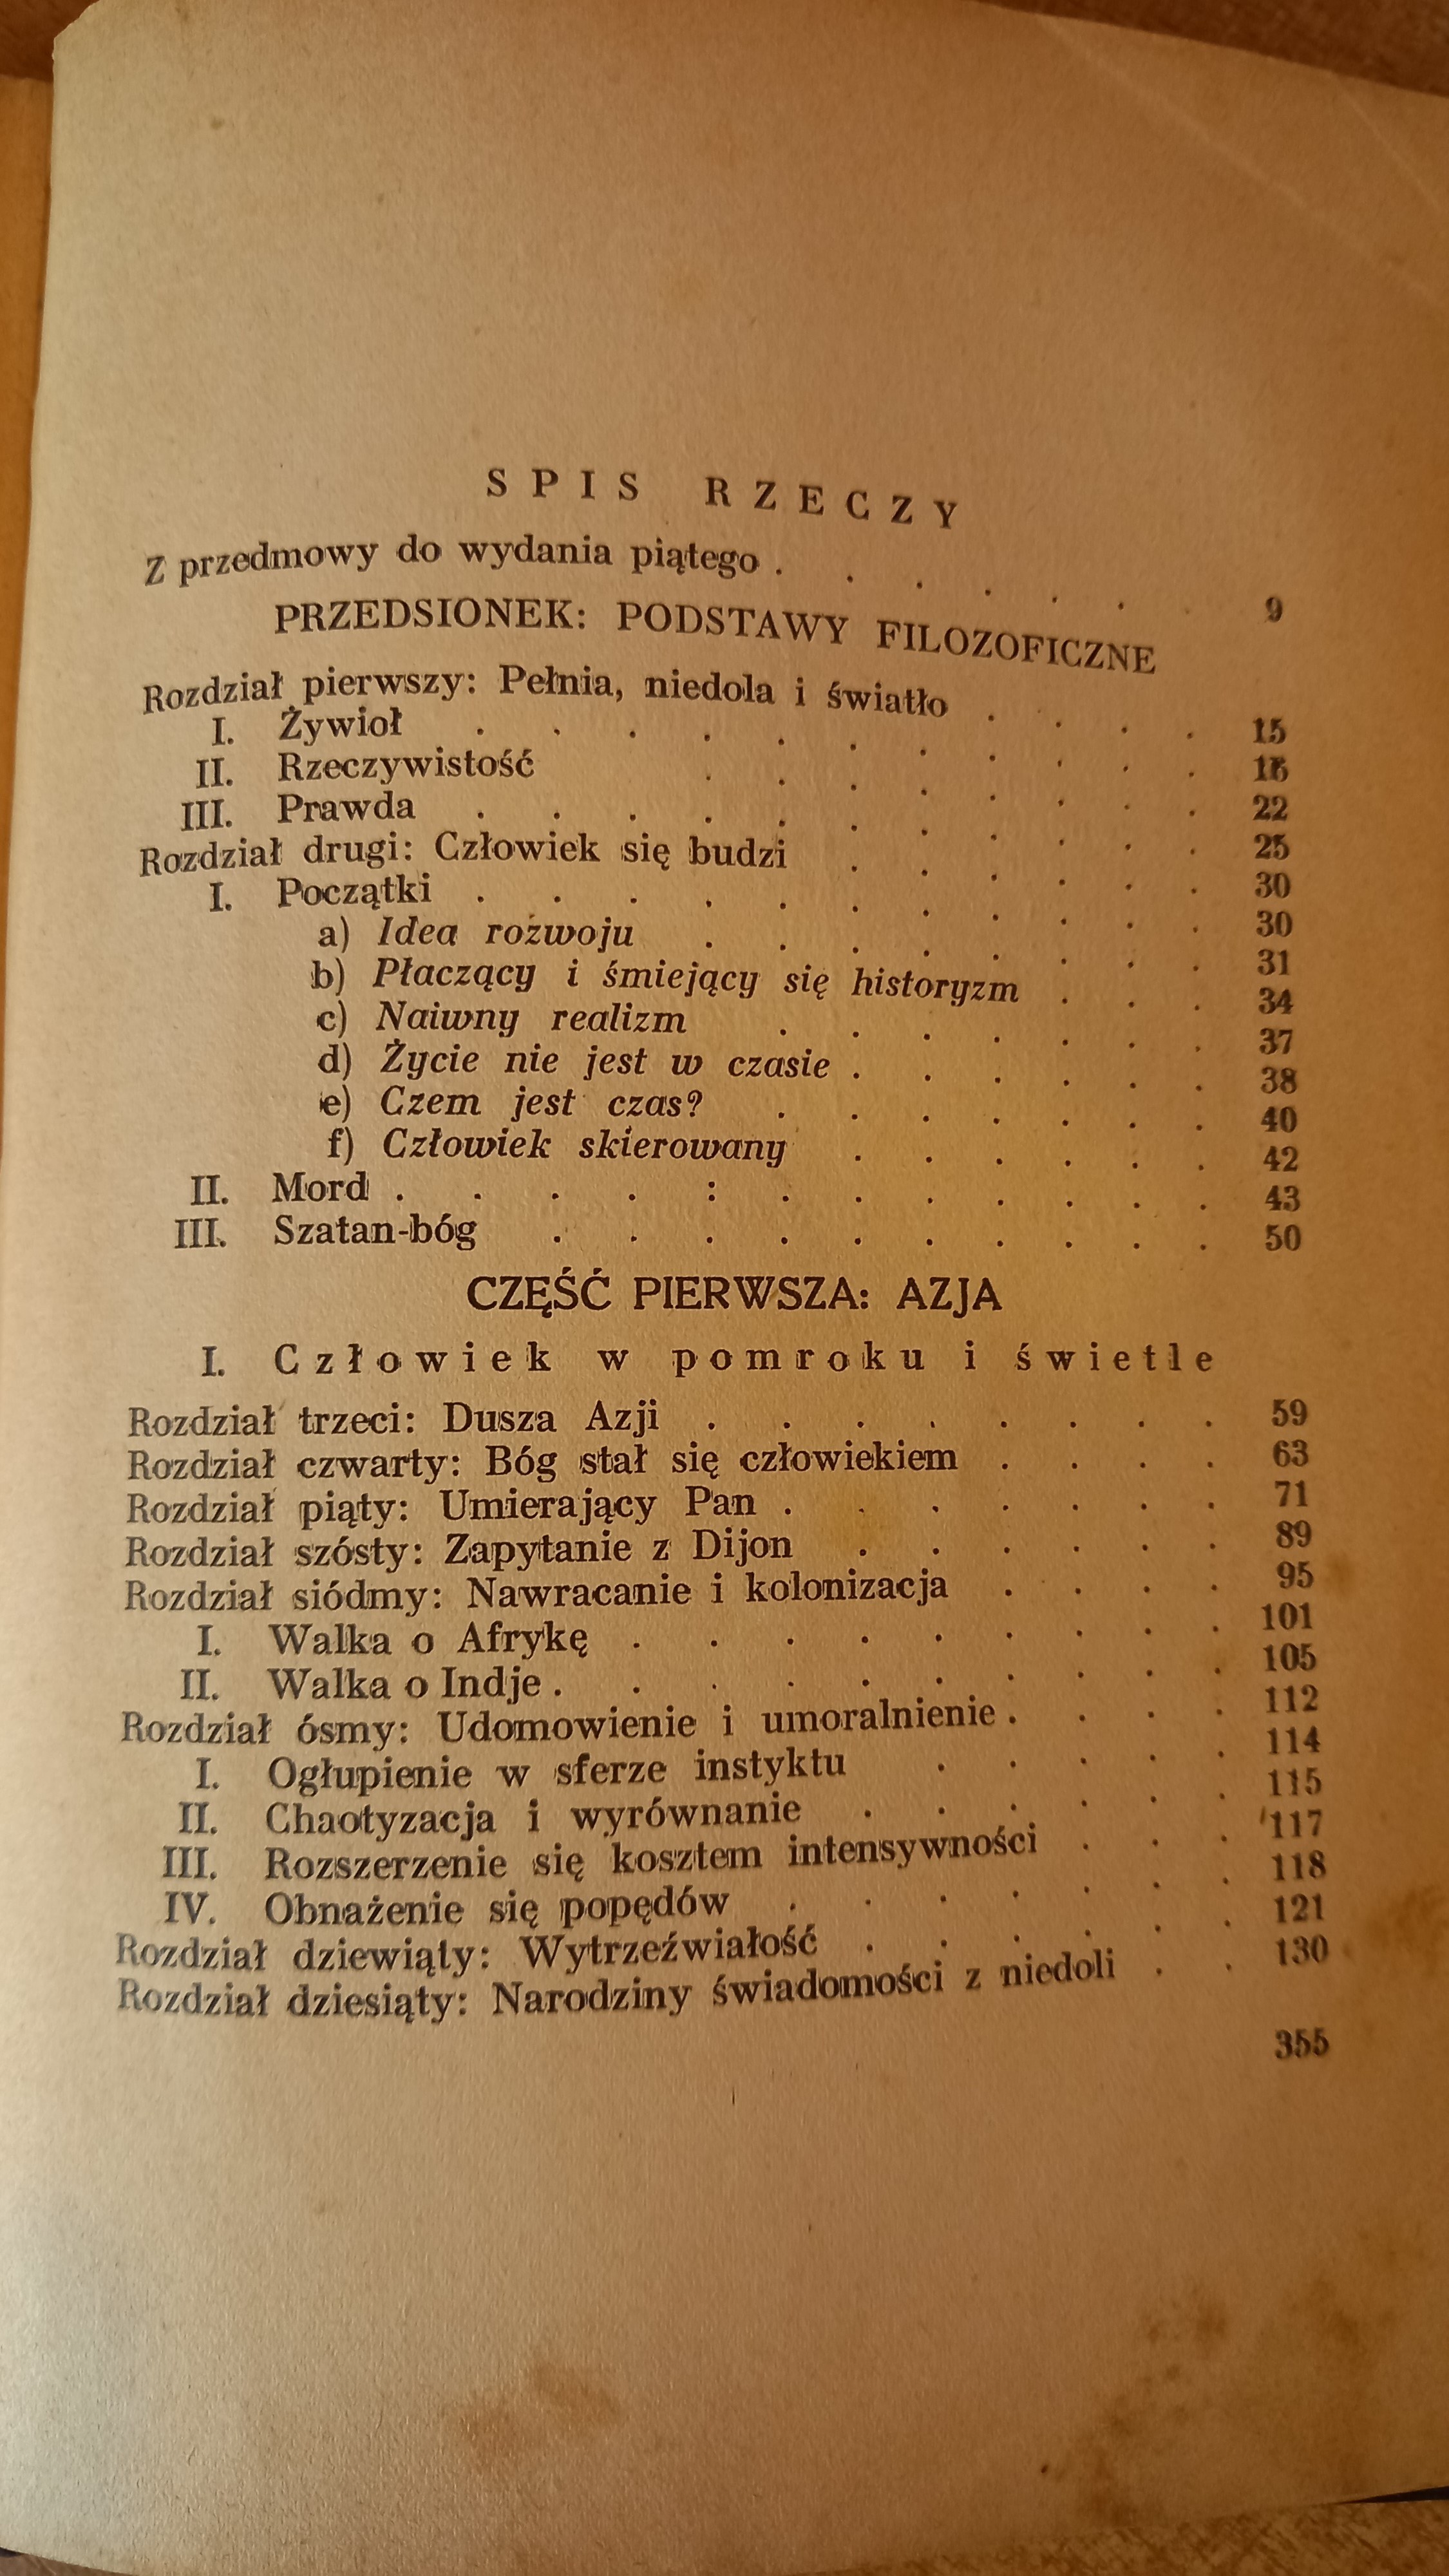 SPIS RZECZY
Z przedmowy do wydania piątego . . . . . . . 9
PRZEDSIONEK: PODSTAWY FILOZOFICZNE
Rozdział pierwszy: Pełnia, niedola i światło . . . . 15
I. Żywioł . . . . . . . . . . 16
II. Rzeczywistość . . . . . . . 22
III. Prawda . . . . . . . . . . 25
Rozdział drugi: Człowiek się budzi . . . . . . 30
I. Początki . . . . . . . . . . 30
a) Idea rozwoju . . . . . . . 31
b) Płaczący i śmiejący się historyzm . . . 34
c) Naiwny realizm . . . . . . . 37
d) Życie nie jest w czasie . . . . . . 38
e) Czem jest czas? . . . . . . . 40
f) Człowiek skierowany . . . . . . 42
II. Mord . . . . : . . . . . . . 43
III. Szatan-bóg . . . . . . . . . . 50
CZĘŚĆ PIERWSZA: AZJA
I. Człowiek w pomroku i świetle
Rozdział trzeci: Dusza Azji . . . . . . . . 59
Rozdział czwarty: Bóg stał się człowiekiem . . . . 63
Rozdział piąty: Umierający Pan . . . . . . . 71
Rozdział szósty: Zapytanie z Dijon . . . . . . 89
Rozdział siódmy: Nawracanie i kolonizacja . . . . 95
I. Walka o Afrykę . . . . . . . . . 101
II. Walka o Indje . . . . . . . . . . 105
Rozdział ósmy: Udomowienie i umoralnienie . . . . 112
I. Ogłupienie w sferze instyktu . . . . . 114
II. Chaotyzacja i wyrównanie . . . . . . 115
III. Rozszerzenie się kosztem intensywności . . . 117
IV. Obnażenie się popędów . . . . . . . 118
Rozdział dziewiąty: Wytrzeźwiałość . . . . . . 121
Rozdział dziesiąty: Narodziny świadomości z niedoli . . 130
355